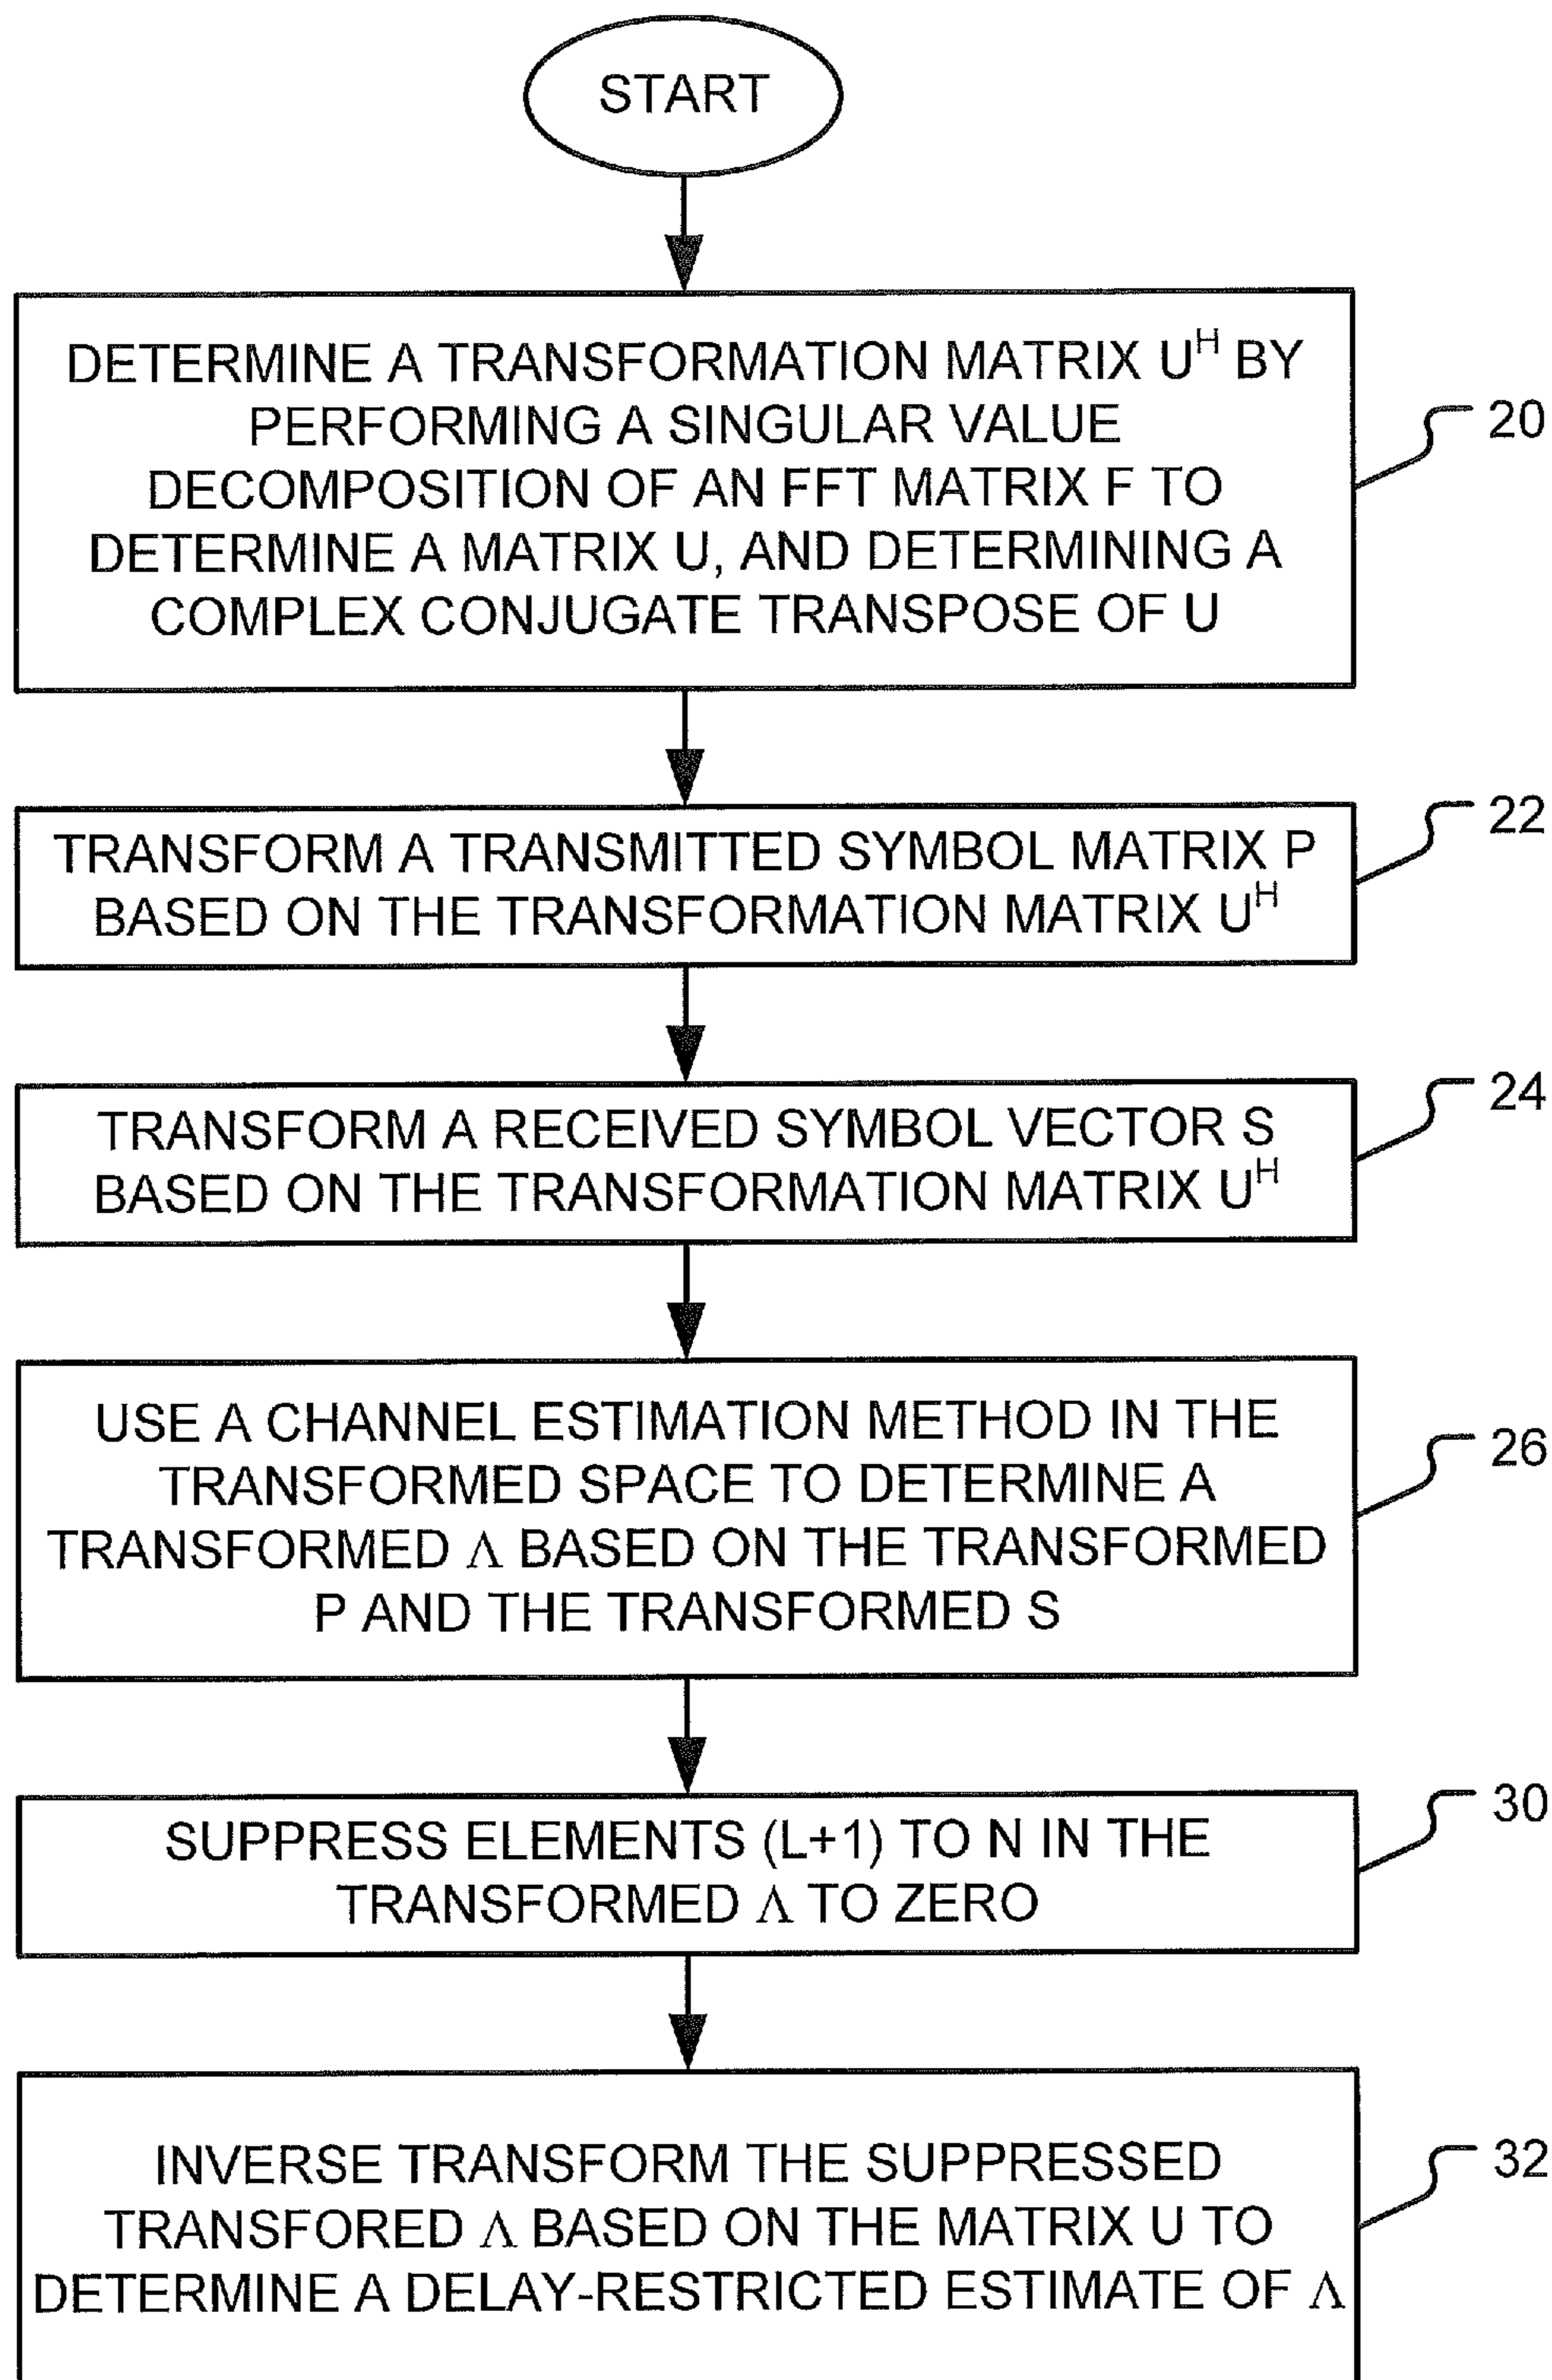 START
DETERMINE A TRANSFORMATION MATRIX Uᴴ BY
PERFORMING A SINGULAR VALUE
DECOMPOSITION OF AN FFT MATRIX F TO
DETERMINE A MATRIX U, AND DETERMINING A
COMPLEX CONJUGATE TRANSPOSE OF U
20
TRANSFORM A TRANSMITTED SYMBOL MATRIX P
BASED ON THE TRANSFORMATION MATRIX Uᴴ
22
TRANSFORM A RECEIVED SYMBOL VECTOR S
BASED ON THE TRANSFORMATION MATRIX Uᴴ
24
USE A CHANNEL ESTIMATION METHOD IN THE
TRANSFORMED SPACE TO DETERMINE A
TRANSFORMED Λ BASED ON THE TRANSFORMED
P AND THE TRANSFORMED S
26
SUPPRESS ELEMENTS (L+1) TO N IN THE
TRANSFORMED Λ TO ZERO
30
INVERSE TRANSFORM THE SUPPRESSED
TRANSFORED Λ BASED ON THE MATRIX U TO
DETERMINE A DELAY-RESTRICTED ESTIMATE OF Λ
32